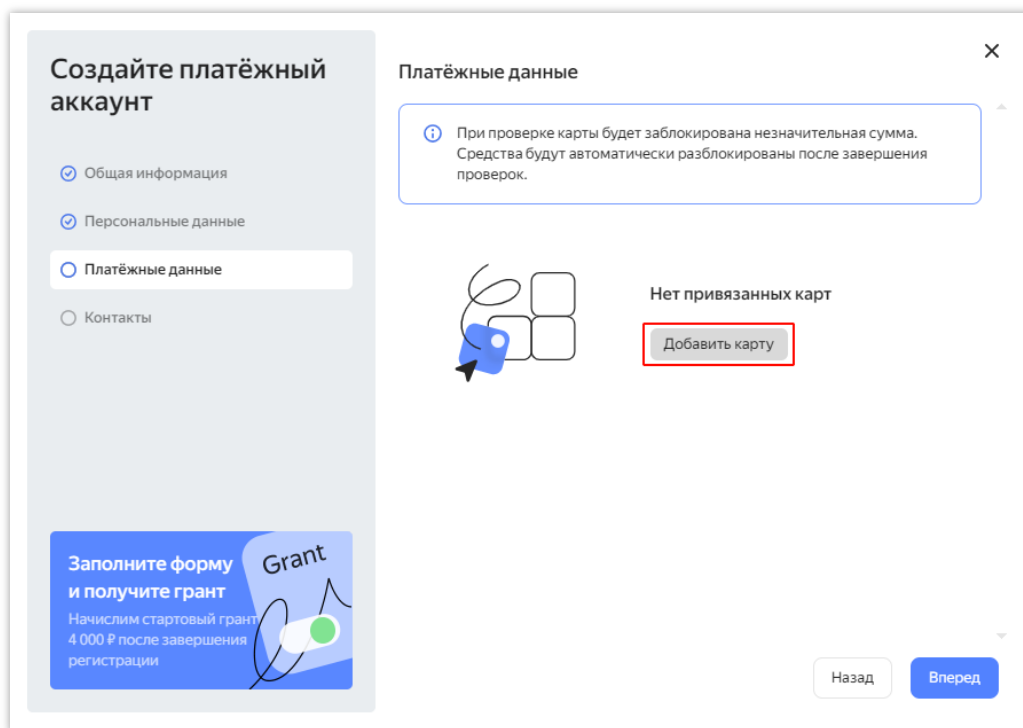 Создайте платёжный
аккаунт
Общая информация
Персональные данные
Платёжные данные
Контакты
Заполните форму
и получите грант
Начислим стартовый грант
4 000 ₽ после завершения
регистрации
Grant
Платёжные данные
При проверке карты будет заблокирована незначительная сумма.
Средства будут автоматически разблокированы после завершения
проверок.
Нет привязанных карт
Добавить карту
Назад
Вперед